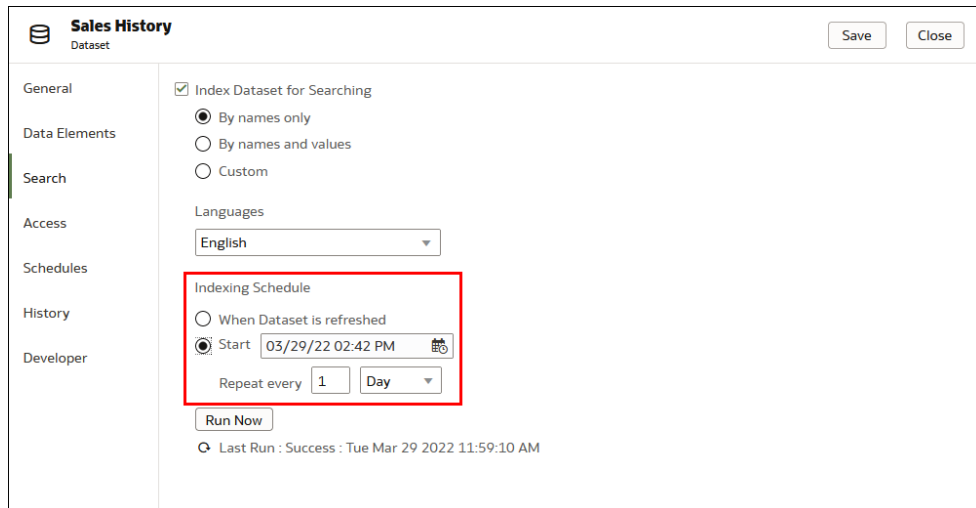 Sales History
Dataset
Save
Close
General
Data Elements
Search
Access
Schedules
History
Developer
Index Dataset for Searching
By names only
By names and values
Custom
Languages
English
Indexing Schedule
When Dataset is refreshed
Start 03/29/22 02:42 PM
Repeat every 1 Day
Run Now
Last Run : Success : Tue Mar 29 2022 11:59:10 AM